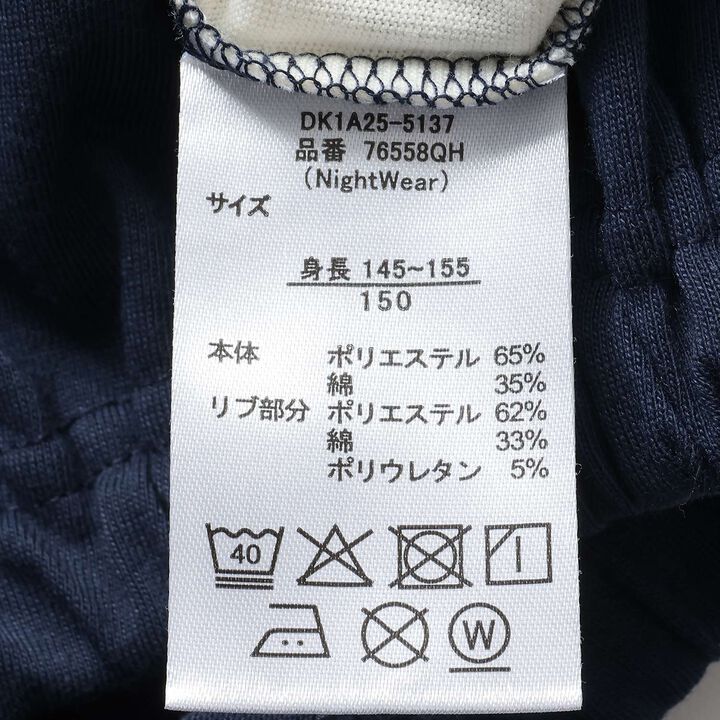 DK1A25-5137
品番 76558QH
(NightWear)
サイズ
身長 145~155
150
本体 ポリエステル 65%
綿 35%
リブ部分 ポリエステル 62%
綿 33%
ポリウレタン 5%
40
W